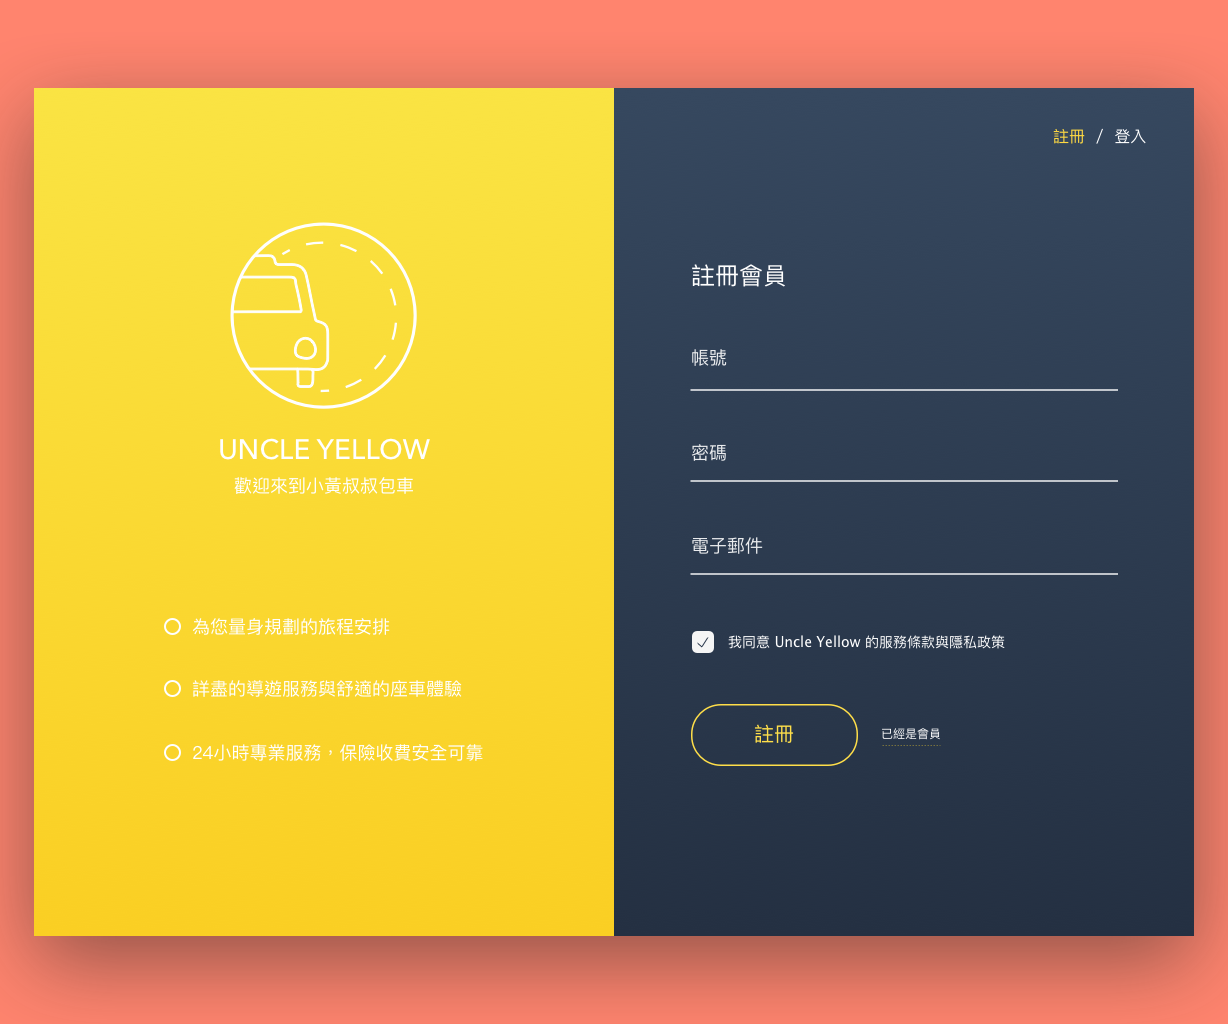 UNCLE YELLOW
歡迎來到小黃叔叔包車
為您量身規劃的旅程安排
詳盡的導遊服務與舒適的座車體驗
24小時專業服務，保險收費安全可靠
註冊 / 登入
註冊會員
帳號
密碼
電子郵件
我同意 Uncle Yellow 的服務條款與隱私政策
註冊
已經是會員